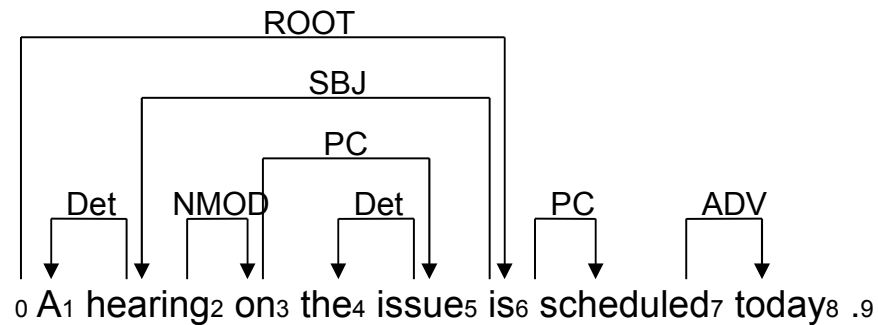 ROOT
SBJ
PC
Det NMOD Det PC ADV
0 A1 hearing2 on3 the4 issue5 is6 scheduled7 today8 .9